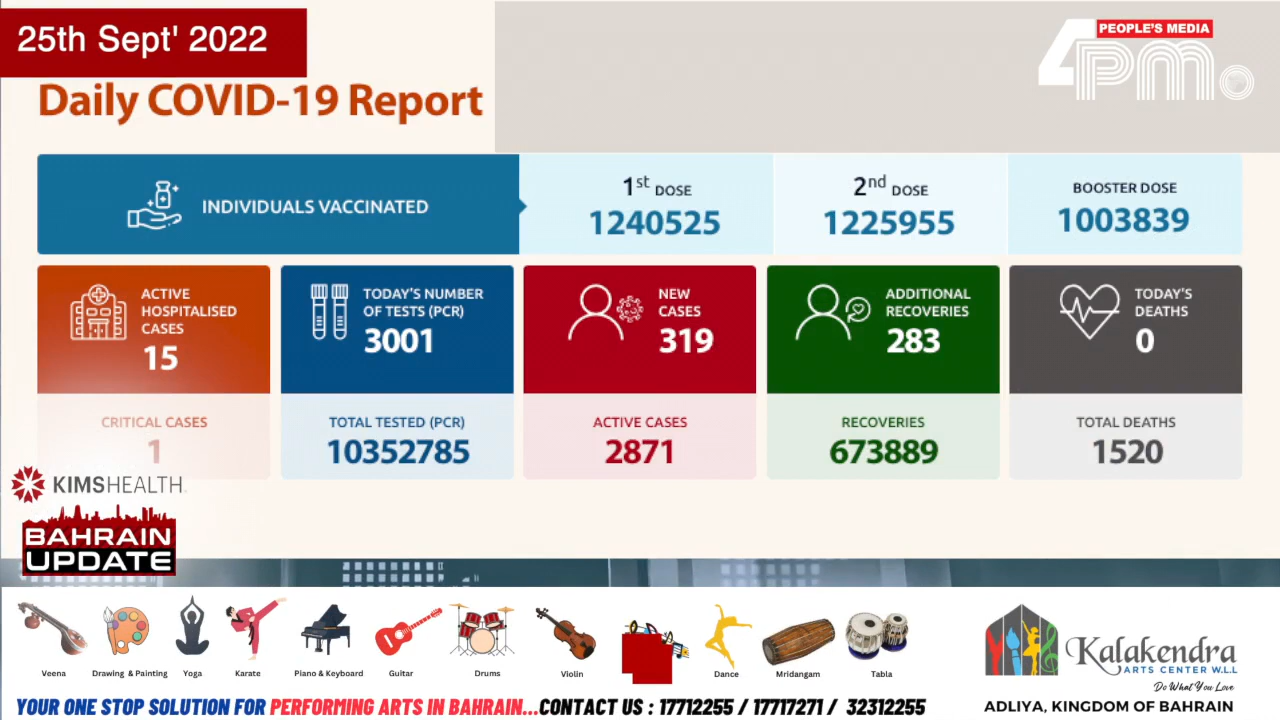 25th Sept' 2022
PEOPLE'S MEDIA
4pm
Daily COVID-19 Report
INDIVIDUALS VACCINATED
1st DOSE
1240525
2nd DOSE
1225955
BOOSTER DOSE
1003839
ACTIVE
HOSPITALISED
CASES
15
TODAY'S NUMBER
OF TESTS (PCR)
3001
NEW
CASES
319
ADDITIONAL
RECOVERIES
283
TODAY'S
DEATHS
0
CRITICAL CASES
1
TOTAL TESTED (PCR)
10352785
ACTIVE CASES
2871
RECOVERIES
673889
TOTAL DEATHS
1520
KIMSHEALTH
BAHRAIN
UPDATE
Veena
Drawing & Painting
Yoga
Karate
Piano & Keyboard
Guitar
Drums
Violin
Dance
Mridangam
Tabla
Kalakendra
ARTS CENTER W.L.L
Do What You Love
YOUR ONE STOP SOLUTION FOR PERFORMING ARTS IN BAHRAIN...CONTACT US : 17712255 / 17717271 / 32312255
ADLIYA, KINGDOM OF BAHRAIN